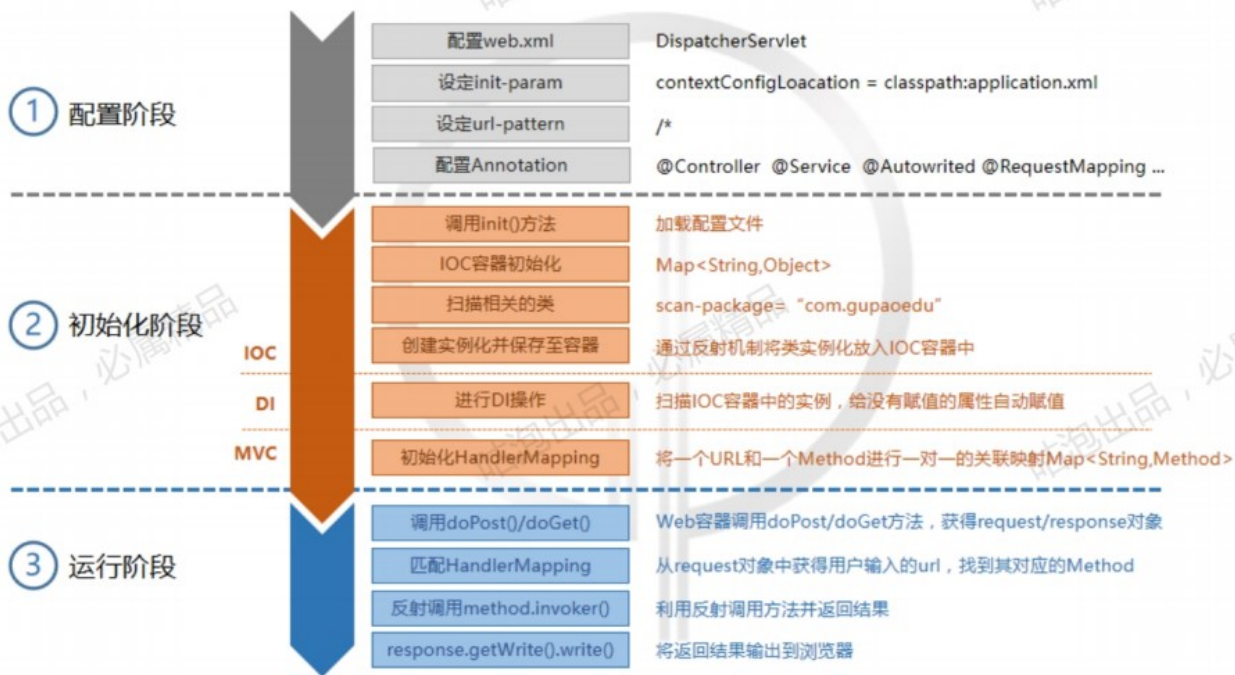 配置web.xml DispatcherServlet
设定init-param contextConfigLoacation = classpath:application.xml
① 配置阶段
设定url-pattern /*
配置Annotation @Controller @Service @Autowrited @RequestMapping ...
调用init()方法 加载配置文件
IOC容器初始化 Map<String,Object>
扫描相关的类 scan-package= “com.gupaoedu”
② 初始化阶段
IOC 创建实例化并保存至容器 通过反射机制将类实例化放入IOC容器中
DI 进行DI操作 扫描IOC容器中的实例，给没有赋值的属性自动赋值
MVC 初始化HandlerMapping 将一个URL和一个Method进行一对一的关联映射Map<String,Method>
调用doPost()/doGet() Web容器调用doPost/doGet方法，获得request/response对象
③ 运行阶段
匹配HandlerMapping 从request对象中获得用户输入的url，找到其对应的Method
反射调用method.invoker() 利用反射调用方法并返回结果
response.getWrite().write() 将返回结果输出到浏览器
咕泡出品，必属精品